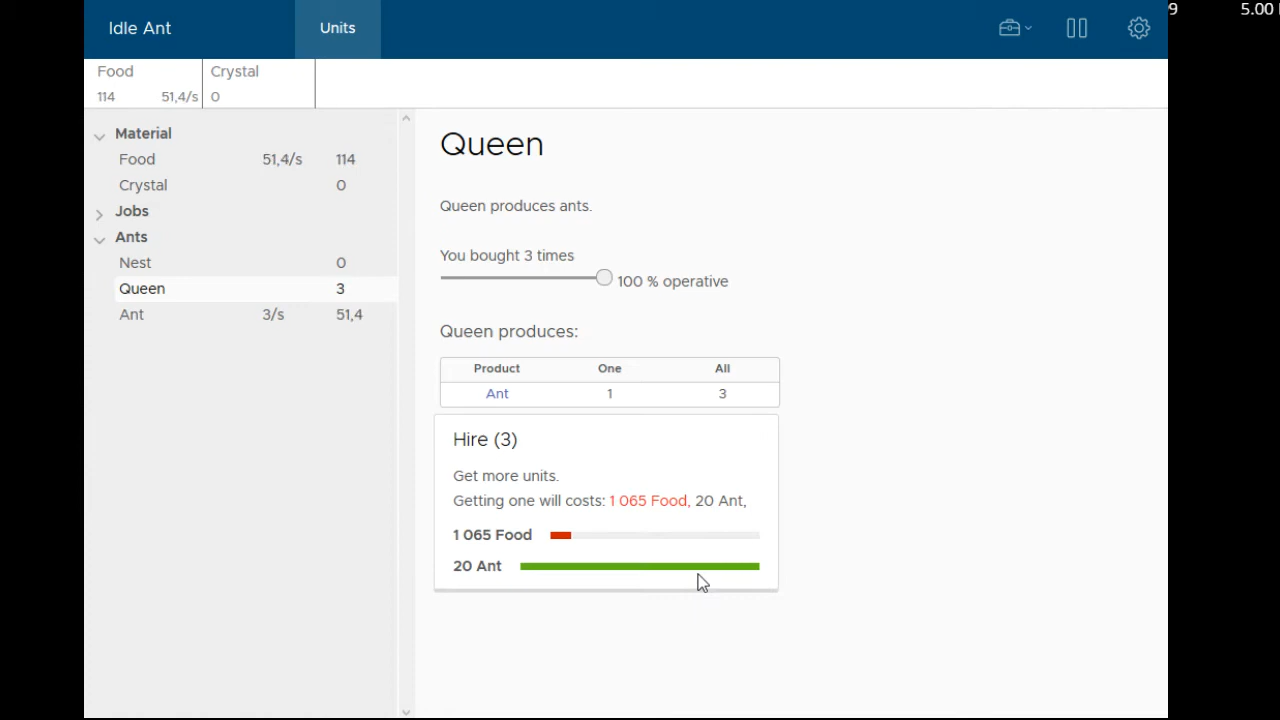 Idle Ant
Units
9 5.00
Food Crystal
114 51,4/s 0
Material
Food 51,4/s 114
Crystal 0
Jobs
Ants
Nest 0
Queen 3
Ant 3/s 51,4
Queen
Queen produces ants.
You bought 3 times
100 % operative
Queen produces:
Product One All
Ant 1 3
Hire (3)
Get more units.
Getting one will costs: 1 065 Food, 20 Ant,
1 065 Food
20 Ant